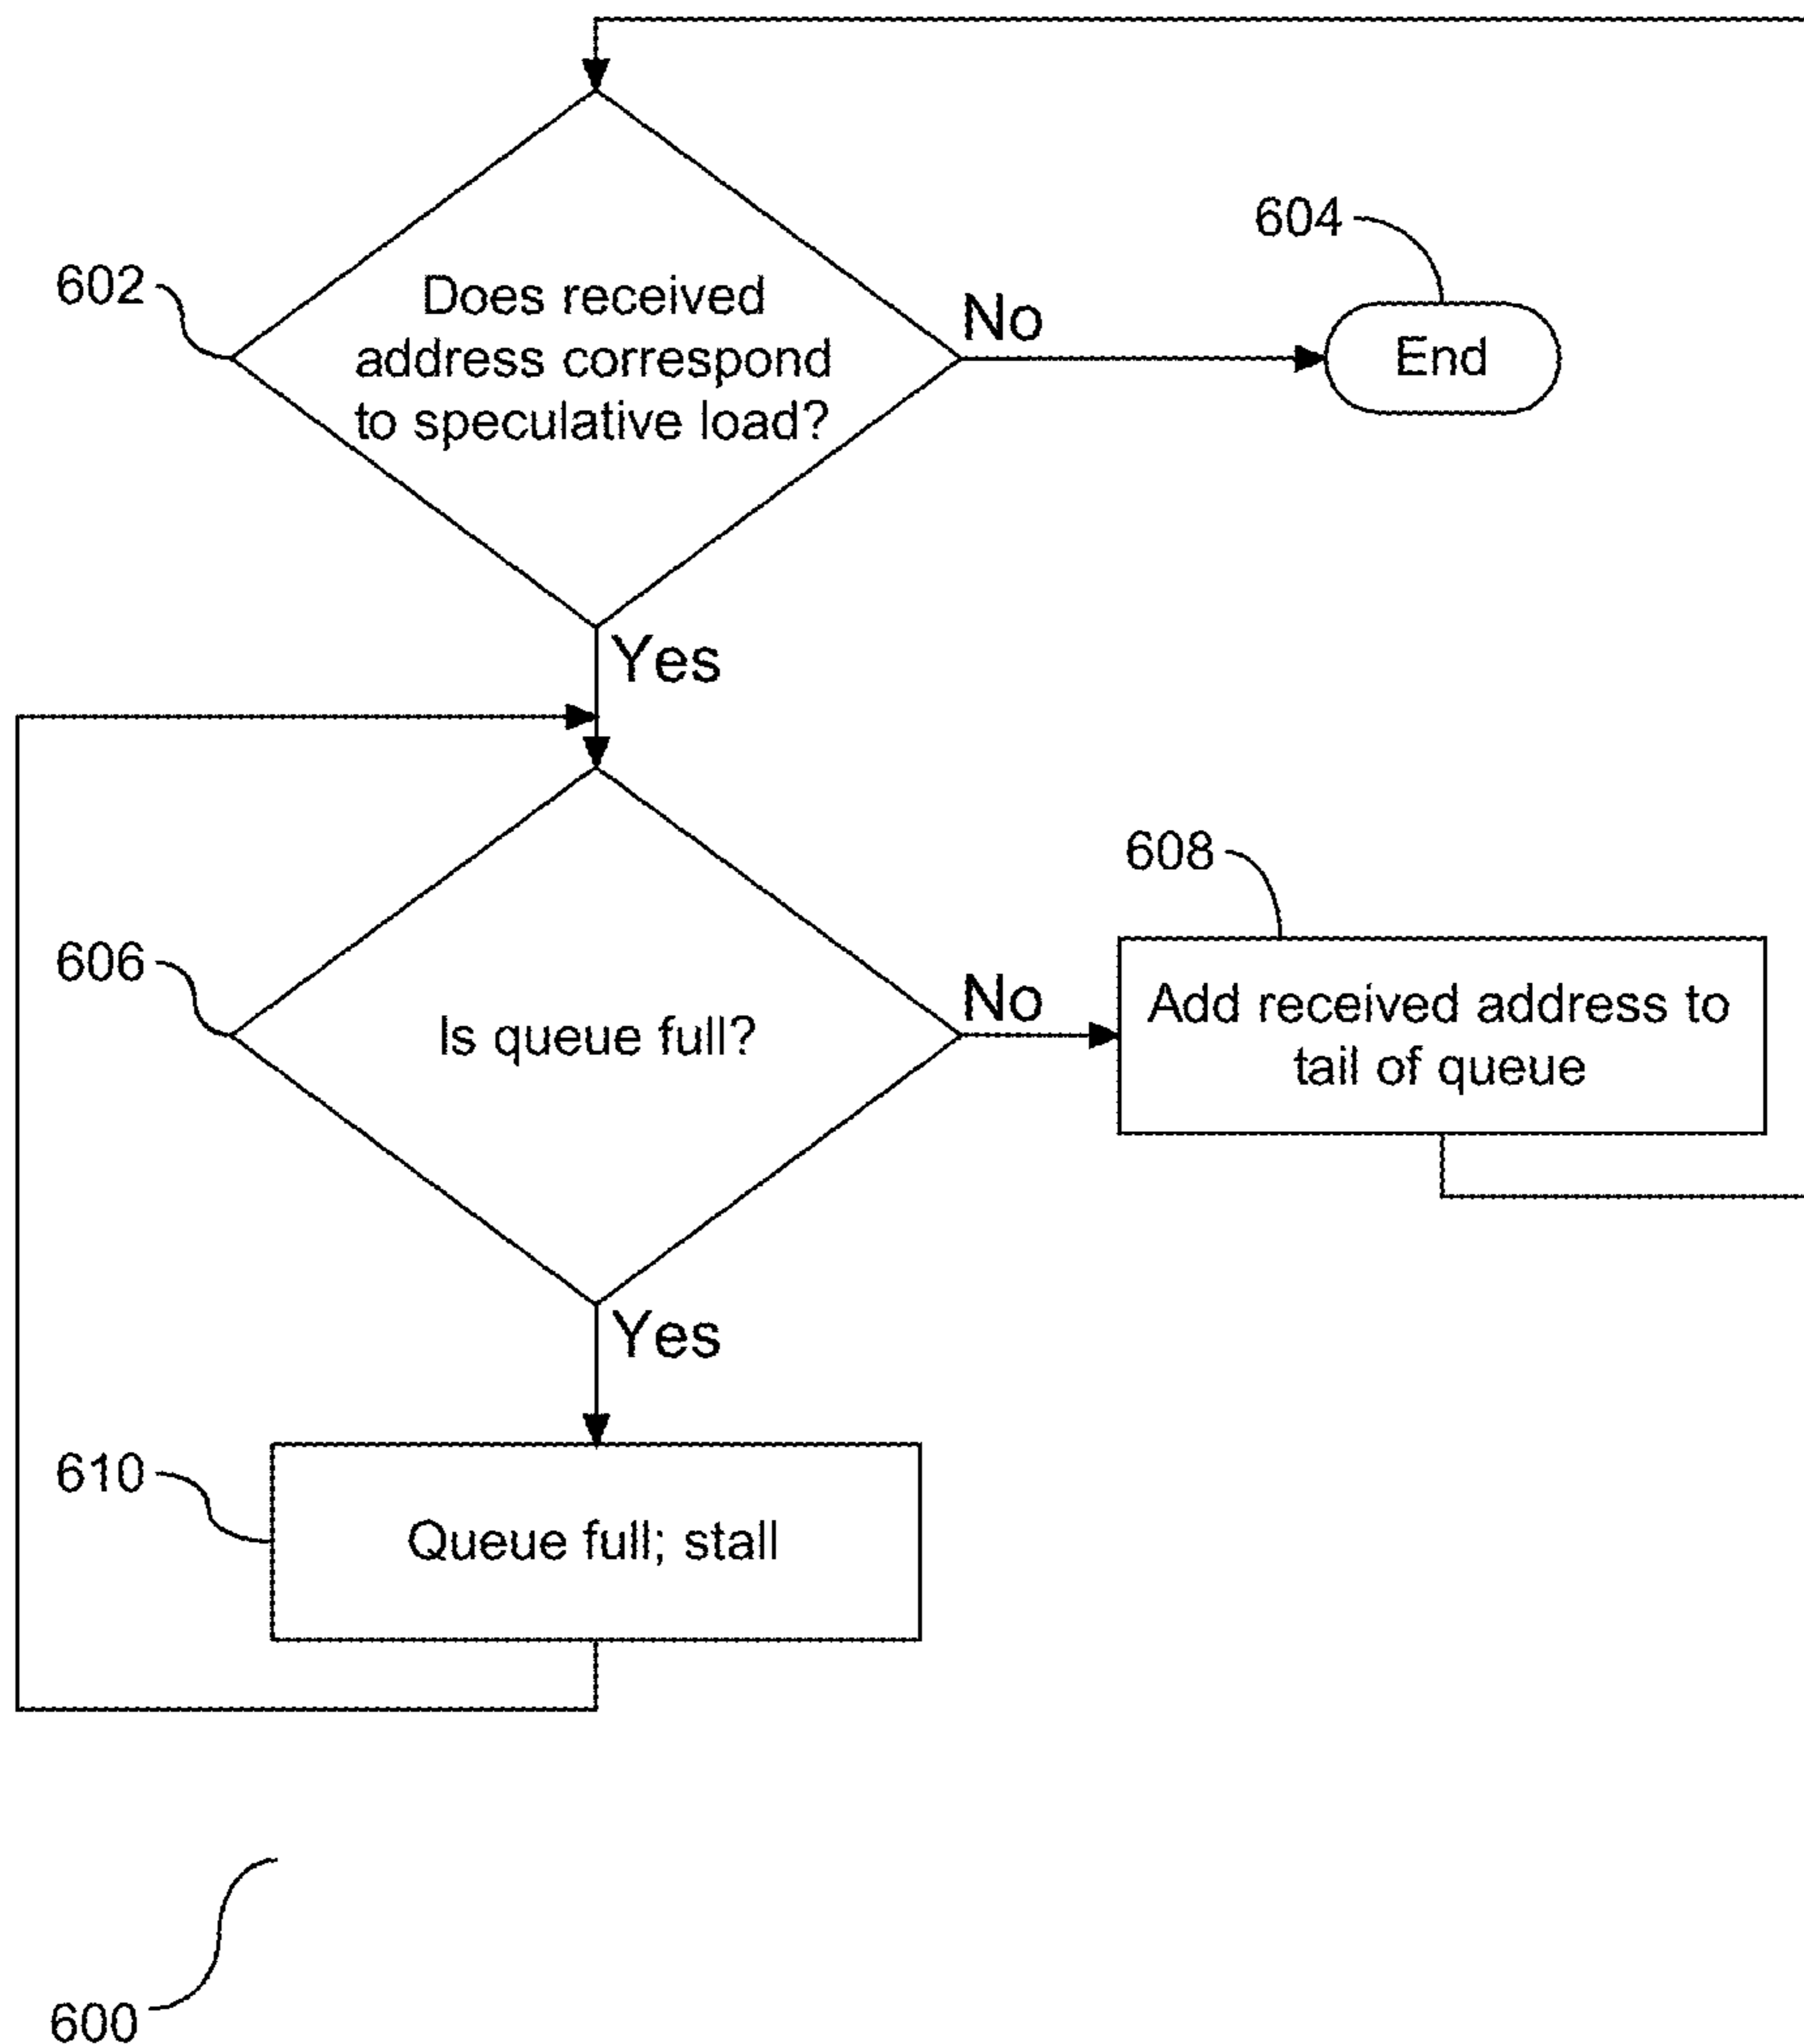 604
602
Does received
address correspond
to speculative load?
No
End
Yes
608
606
Is queue full?
No
Add received address to
tail of queue
Yes
610
Queue full; stall
600